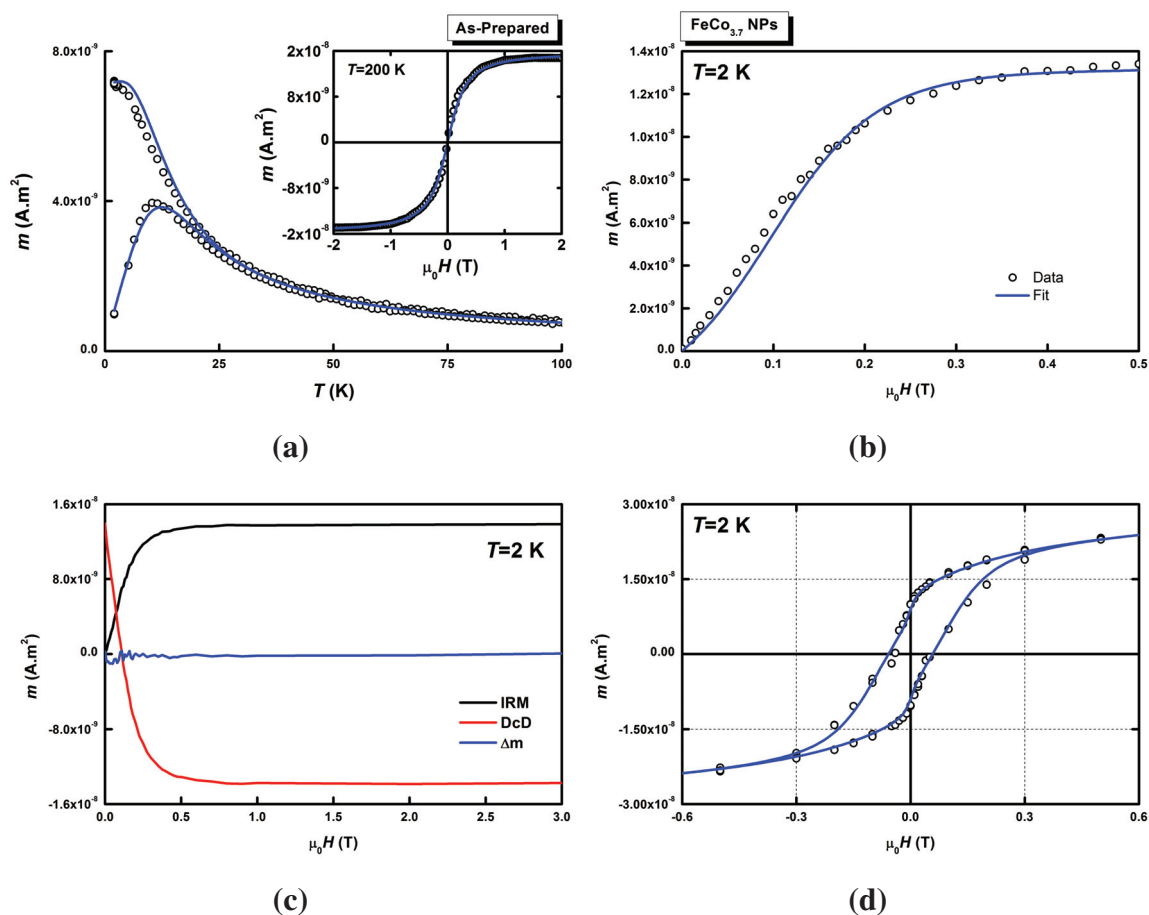 As-Prepared
FeCo3.7 NPs
8.0x10-9
4.0x10-9
0.0
m (A.m2)
0 25 50 75 100
T (K)
T=200 K
2x10-8
8x10-9
0
-8x10-9
-2x10-8
m (A.m2)
-2 -1 0 1 2
μ0H (T)
(a)
T=2 K
1.4x10-8
1.2x10-8
1.0x10-8
8.0x10-9
6.0x10-9
4.0x10-9
2.0x10-9
0.0
m (A.m2)
Data
Fit
0.0 0.1 0.2 0.3 0.4 0.5
μ0H (T)
(b)
T=2 K
1.6x10-8
8.0x10-9
0.00
-8.0x10-9
-1.6x10-8
m (A.m2)
IRM
DcD
Δm
0.0 0.5 1.0 1.5 2.0 2.5 3.0
μ0H (T)
(c)
T=2 K
3.00x10-8
1.50x10-8
0.00
-1.50x10-8
-3.00x10-8
m (A.m2)
-0.6 -0.3 0.0 0.3 0.6
μ0H (T)
(d)